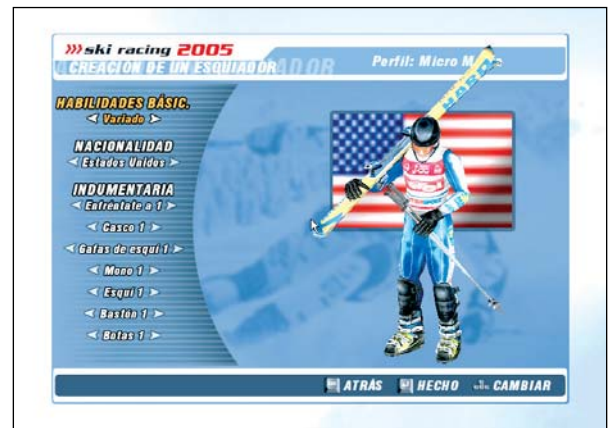 ski racing 2005
CREACIÓN DE UN ESQUIADOR
Perfil: Micro M
HABILIDADES BÁSIC.
Variado
NACIONALIDAD
Estados Unidos
INDUMENTARIA
Enfréntate a 1
Casco 1
Gafas de esquí 1
Mono 1
Esquí 1
Bastón 1
Botas 1
ATRÁS HECHO CAMBIAR